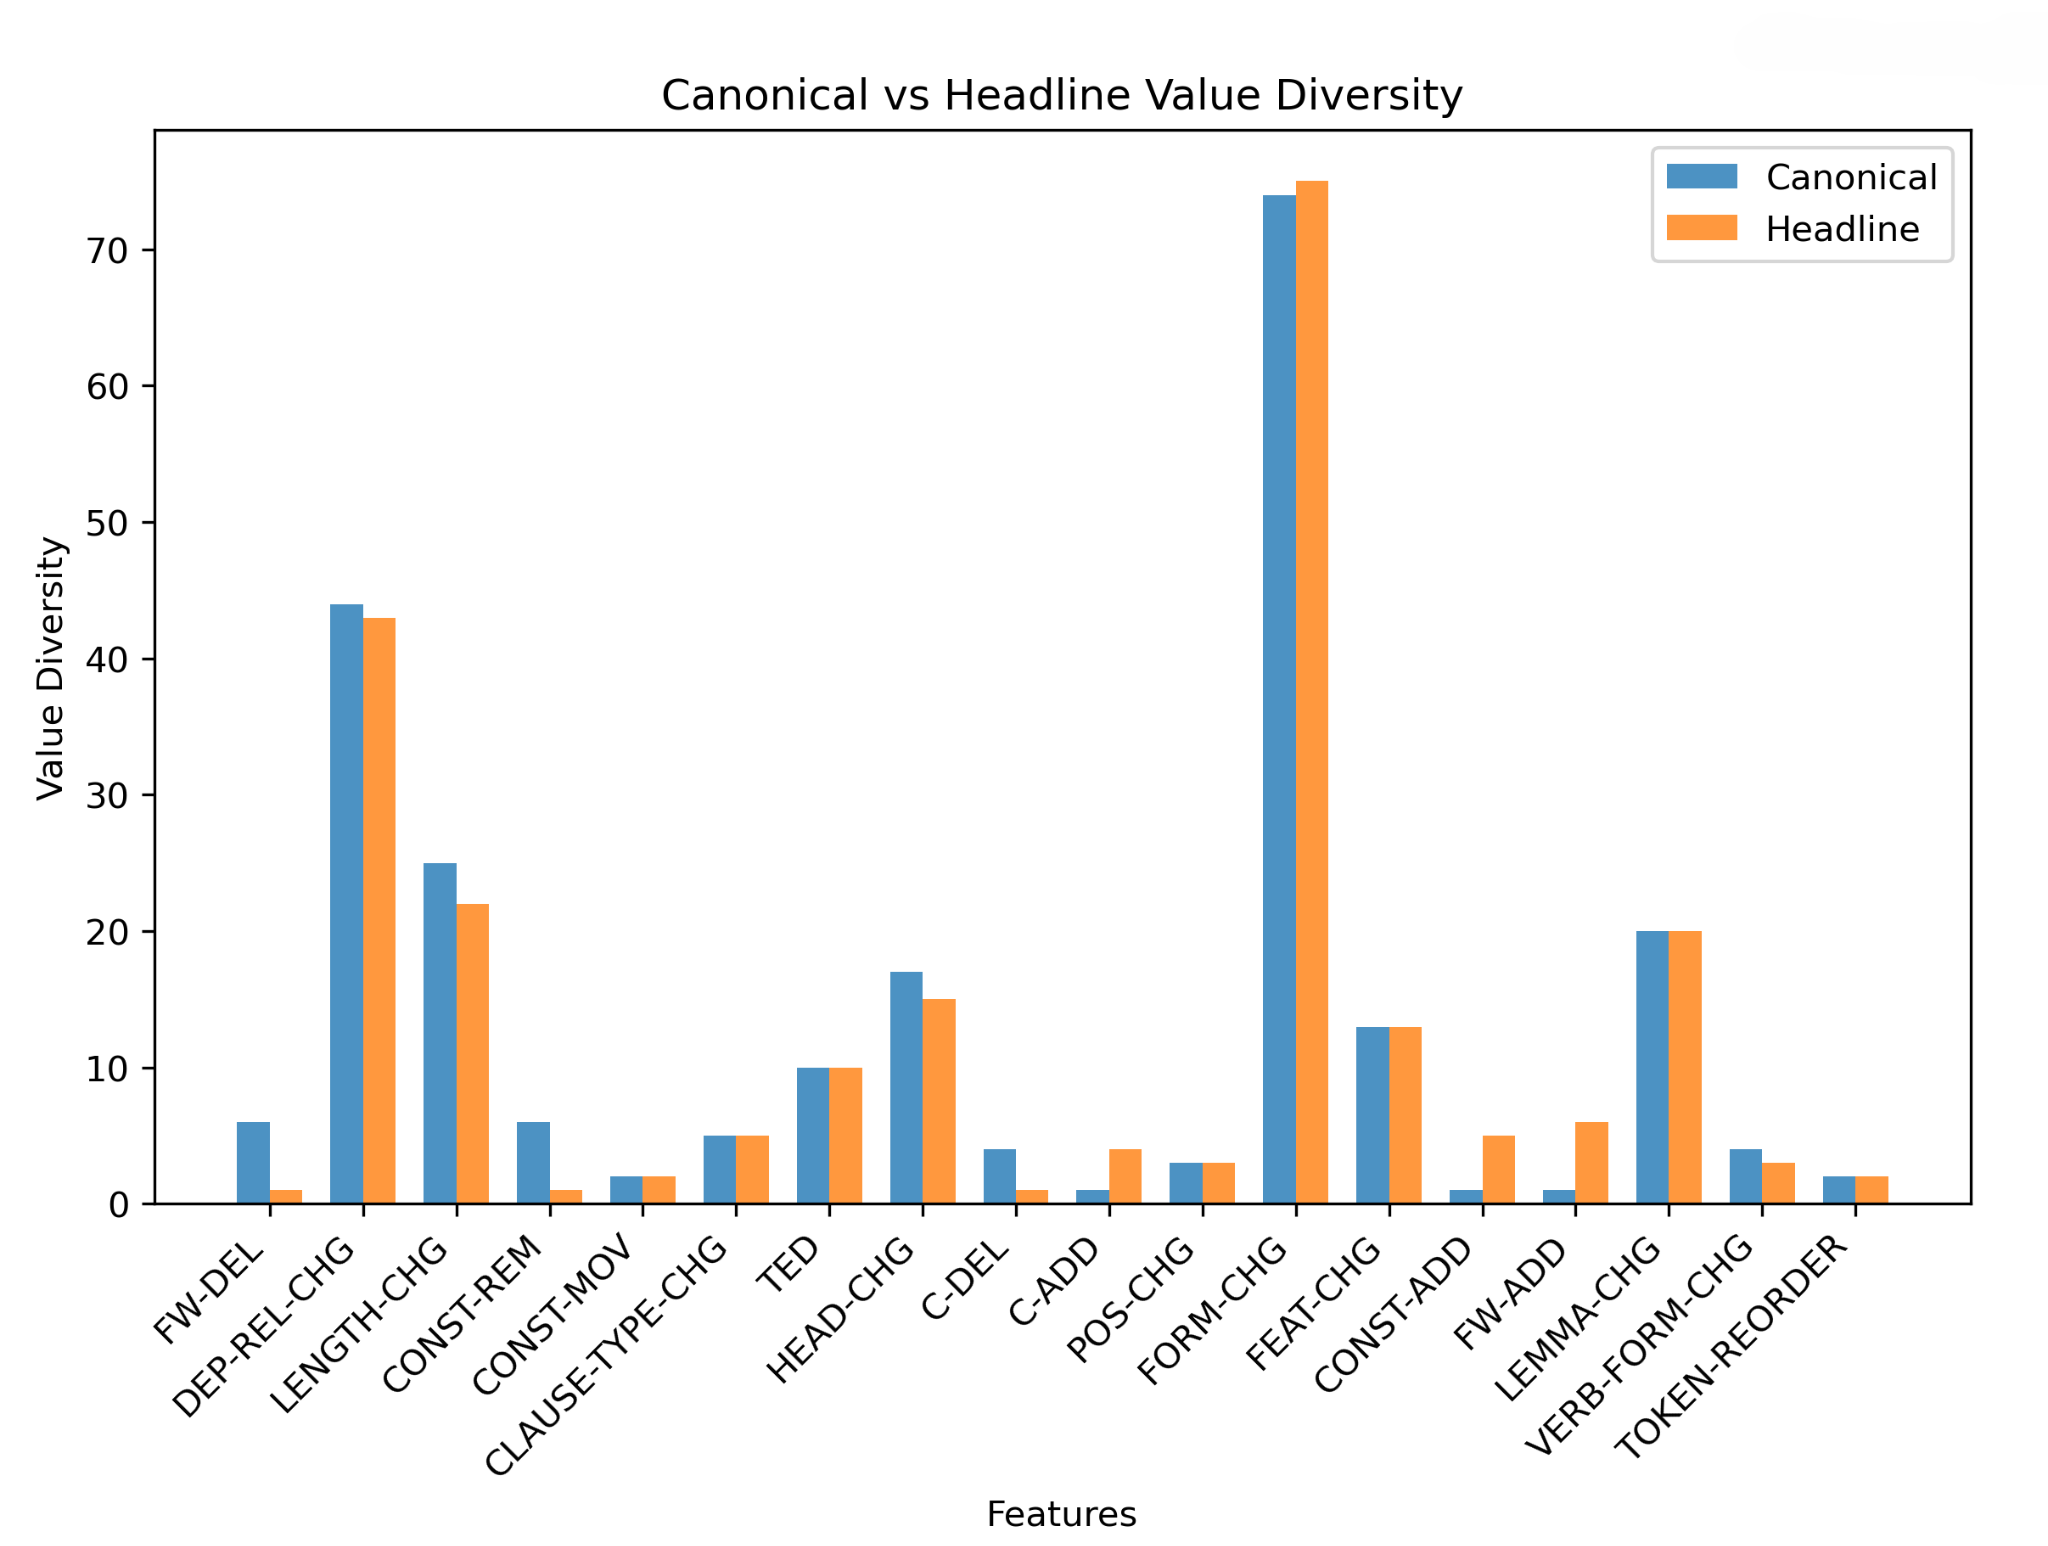 Canonical vs Headline Value Diversity
Canonical
Headline
Value Diversity
70
60
50
40
30
20
10
0
FW-DEL
DEP-REL-CHG
LENGTH-CHG
CONST-REM
CONST-MOV
CLAUSE-TYPE-CHG
TED
HEAD-CHG
C-DEL
C-ADD
POS-CHG
FORM-CHG
FEAT-CHG
CONST-ADD
FW-ADD
LEMMA-CHG
VERB-FORM-CHG
TOKEN-REORDER
Features